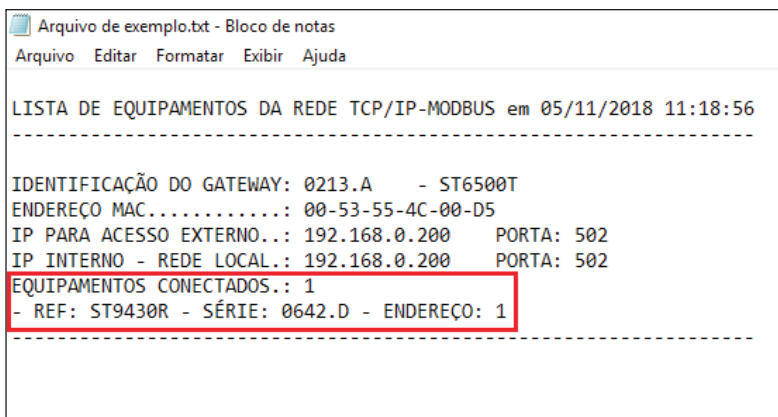 Arquivo de exemplo.txt - Bloco de notas
Arquivo Editar Formatar Exibir Ajuda
LISTA DE EQUIPAMENTOS DA REDE TCP/IP-MODBUS em 05/11/2018 11:18:56
------------------------------------------------------------------
IDENTIFICAÇÃO DO GATEWAY: 0213.A    - ST6500T
ENDEREÇO MAC............: 00-53-55-4C-00-D5
IP PARA ACESSO EXTERNO..: 192.168.0.200    PORTA: 502
IP INTERNO - REDE LOCAL.: 192.168.0.200    PORTA: 502
EQUIPAMENTOS CONECTADOS.: 1
- REF: ST9430R - SÉRIE: 0642.D - ENDEREÇO: 1
------------------------------------------------------------------